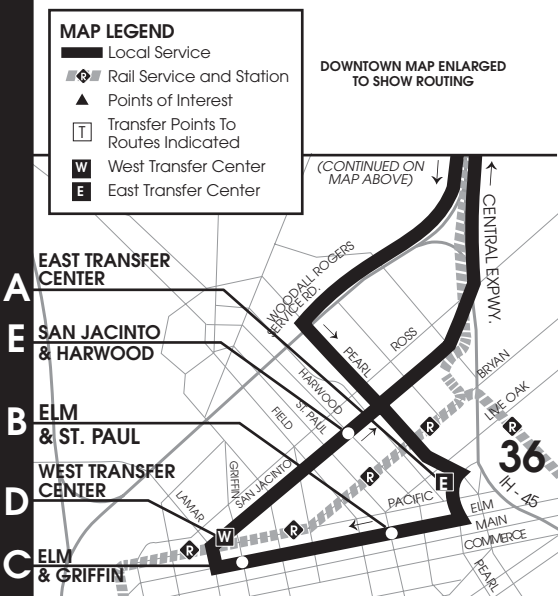 MAP LEGEND
Local Service
R Rail Service and Station
Points of Interest
T Transfer Points To
Routes Indicated
W West Transfer Center
E East Transfer Center
DOWNTOWN MAP ENLARGED
TO SHOW ROUTING
(CONTINUED ON
MAP ABOVE)
CENTRAL EXPWY.
WOODALL ROGERS
SERVICE RD.
A
EAST TRANSFER
CENTER
E
SAN JACINTO
& HARWOOD
B
ELM
& ST. PAUL
D
WEST TRANSFER
CENTER
C
ELM
& GRIFFIN
PEARL
ROSS
HARWOOD
ST. PAUL
FIELD
BRYAN
LIVE OAK
R
R
36
IH - 45
R
E
GRIFFIN
SAN JACINTO
LAMAR
PACIFIC
ELM
MAIN
COMMERCE
PEARL
R
W
R